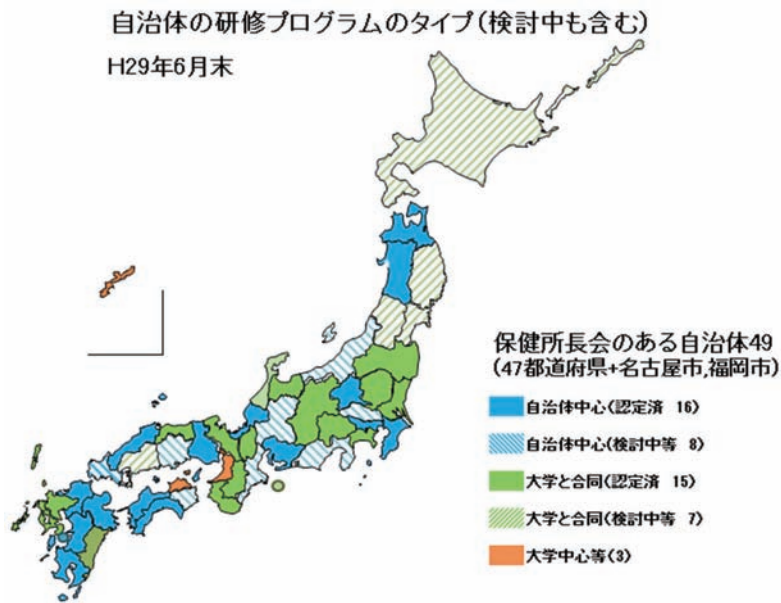 自治体の研修プログラムのタイプ(検討中も含む)
H29年6月末
保健所長会のある自治体49
(47都道府県+名古屋市,福岡市)
自治体中心(認定済 16)
自治体中心(検討中等 8)
大学と合同(認定済 15)
大学と合同(検討中等 7)
大学中心等(3)